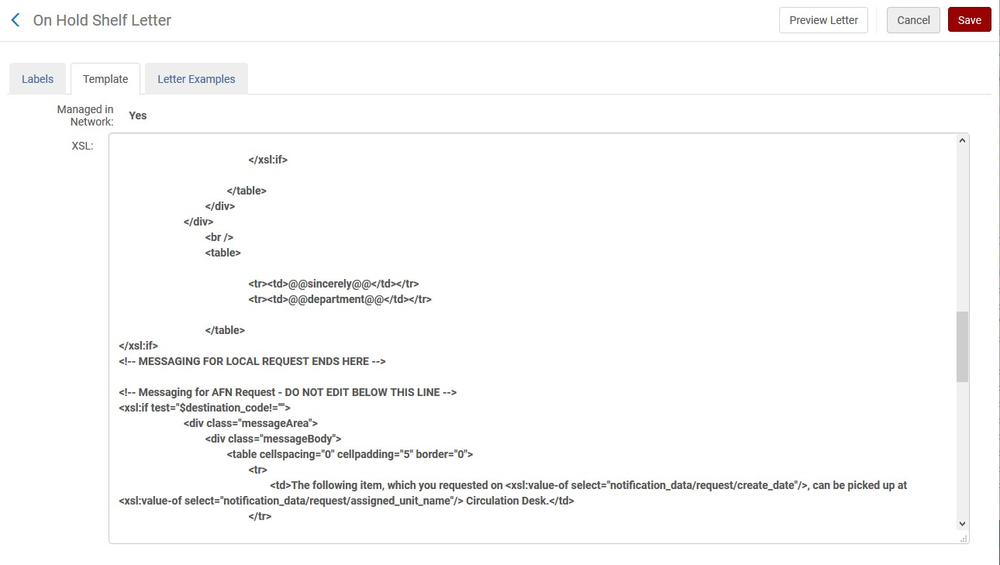 On Hold Shelf Letter
Preview Letter
Cancel
Save
Labels
Template
Letter Examples
Managed in
Network:
Yes
XSL:
</xsl:if>
</table>
</div>
</div>
<br />
<table>
<tr><td>@@sincerely@@</td></tr>
<tr><td>@@department@@</td></tr>
</table>
</xsl:if>
<!-- MESSAGING FOR LOCAL REQUEST ENDS HERE -->
<!-- Messaging for AFN Request - DO NOT EDIT BELOW THIS LINE -->
<xsl:if test="$destination_code!=''">
<div class="messageArea">
<div class="messageBody">
<table cellspacing="0" cellpadding="5" border="0">
<tr>
<td>The following item, which you requested on <xsl:value-of select="notification_data/request/create_date"/>, can be picked up at
<xsl:value-of select="notification_data/request/assigned_unit_name"/> Circulation Desk.</td>
</tr>